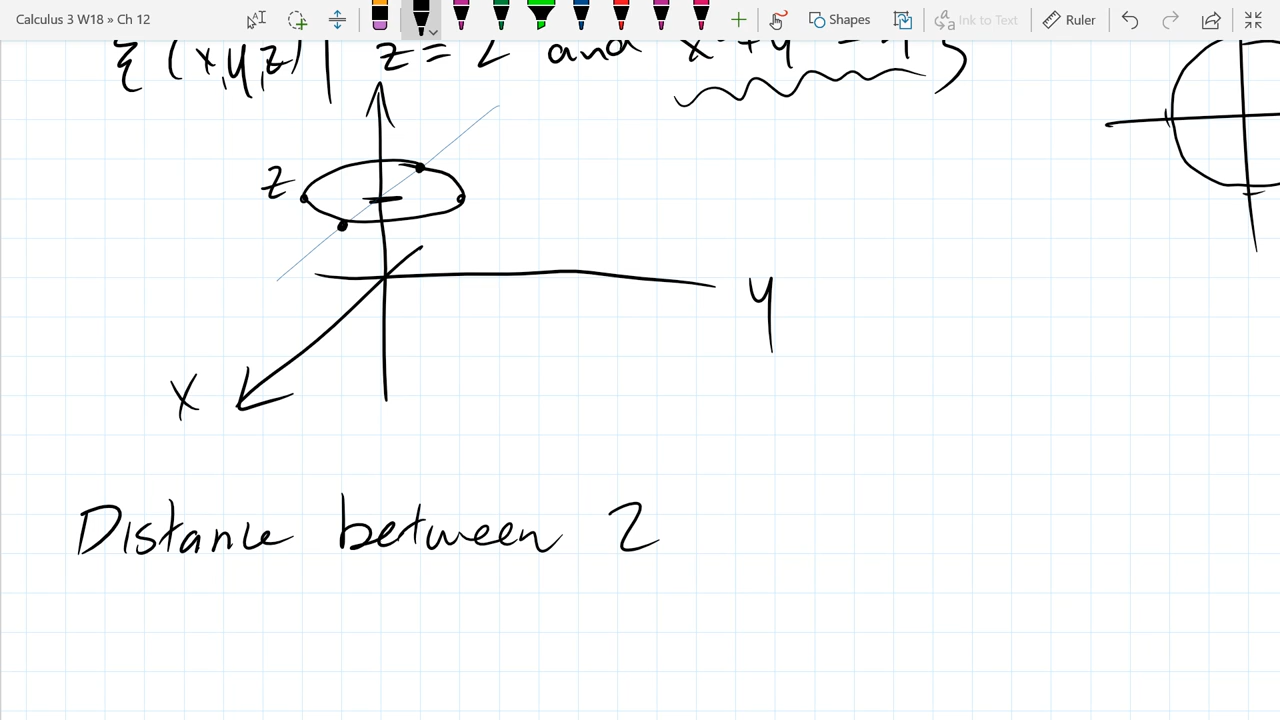 Calculus 3 W18 » Ch 12
Shapes
Ink to Text
Ruler
{(x,y,z)| z=2 and
z
y
x
Distance between 2